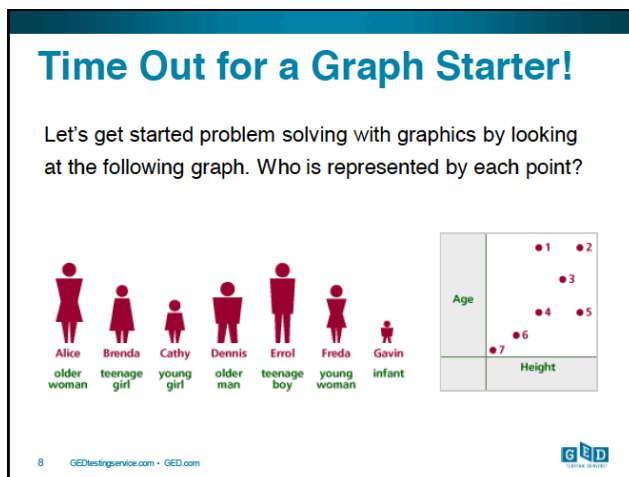 Time Out for a Graph Starter!
Let's get started problem solving with graphics by looking
at the following graph. Who is represented by each point?
Alice Brenda Cathy Dennis Errol Freda Gavin
older teenage young older teenage young infant
woman girl girl man boy woman
1 2
3
Age
4 5
6
7
Height
8 GEDtestingservice.com • GED.com
GED
TESTING SERVICE